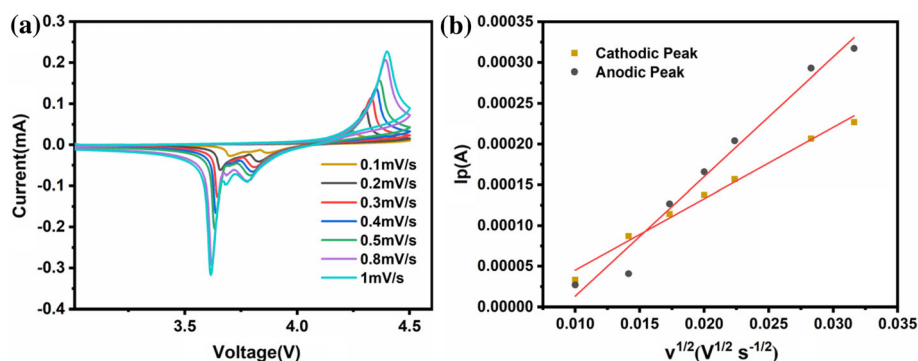 (a)
0.3
0.2
0.1
0.0
-0.1
-0.2
-0.3
-0.4
Current(mA)
0.1mV/s
0.2mV/s
0.3mV/s
0.4mV/s
0.5mV/s
0.8mV/s
1mV/s
3.5
4.0
4.5
Voltage(V)
(b)
0.00035
0.00030
0.00025
0.00020
0.00015
0.00010
0.00005
0.00000
Ip(A)
Cathodic Peak
Anodic Peak
0.010
0.015
0.020
0.025
0.030
0.035
v^1/2(V^1/2 s^-1/2)